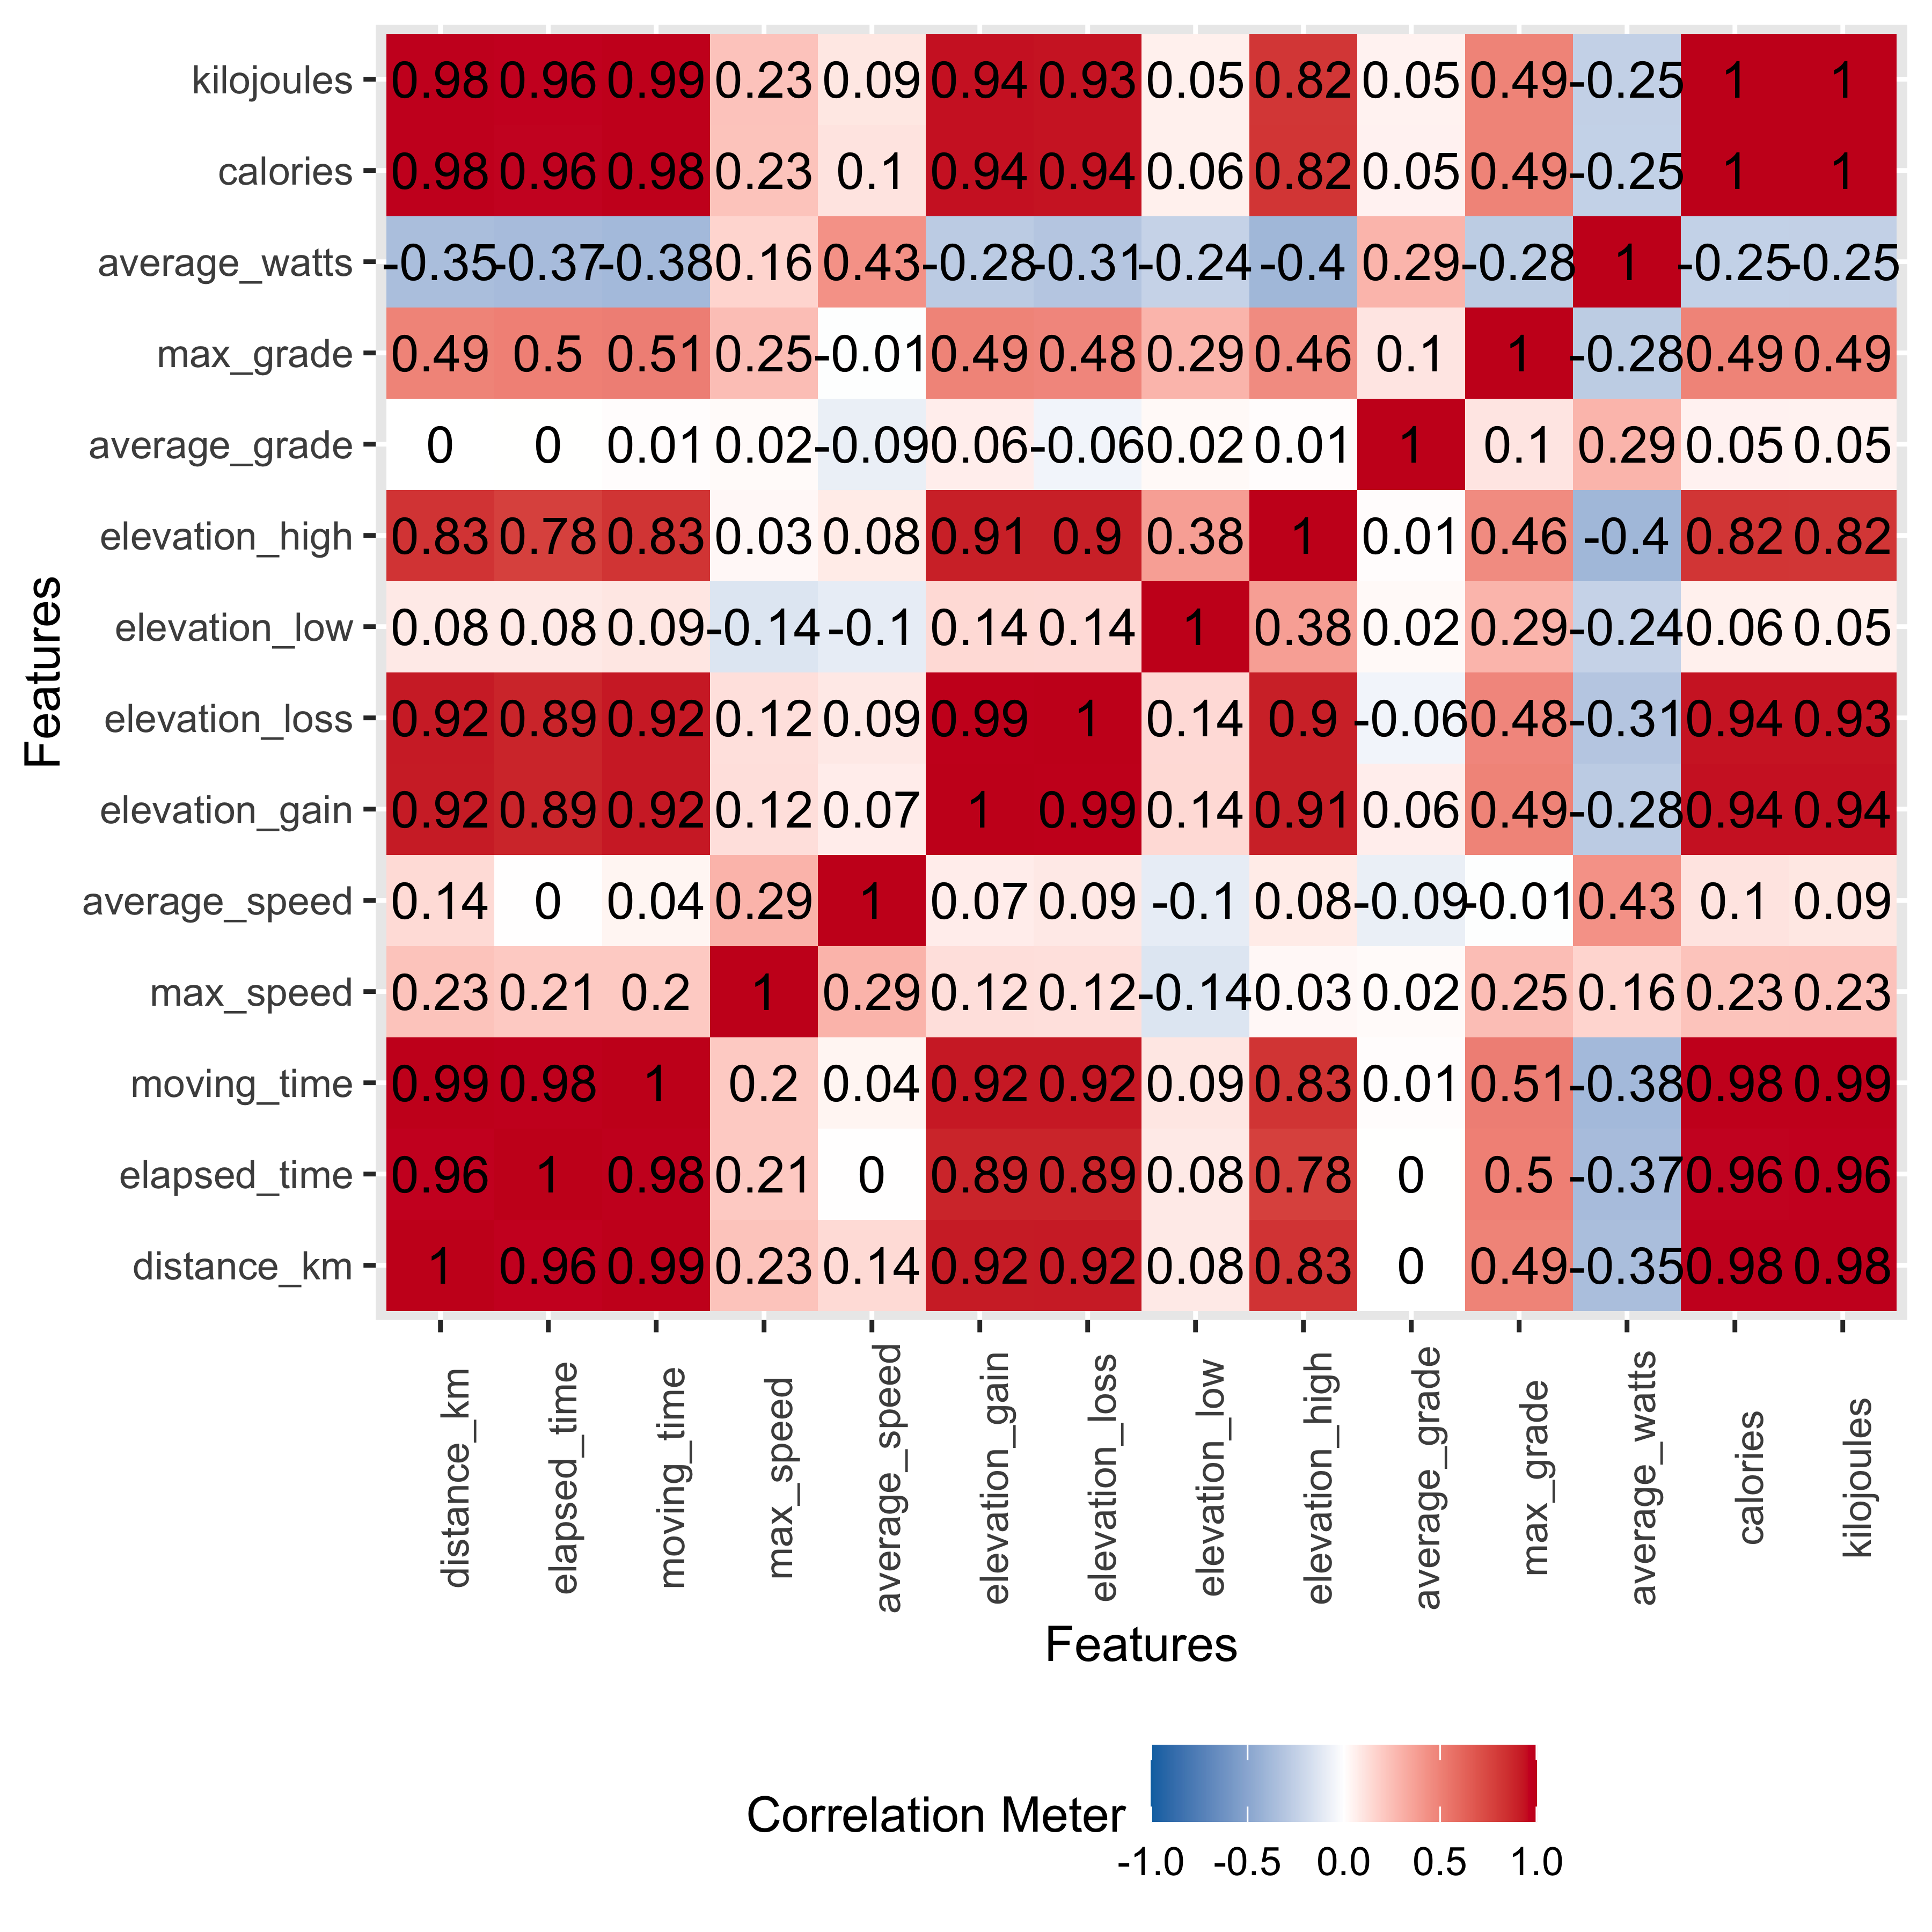 kilojoules 0.98 0.96 0.99 0.23 0.09 0.94 0.93 0.05 0.82 0.05 0.49 -0.25 1 1
calories 0.98 0.96 0.98 0.23 0.1 0.94 0.94 0.06 0.82 0.05 0.49 -0.25 1 1
average_watts -0.35 -0.37 -0.38 0.16 0.43 -0.28 -0.31 -0.24 -0.4 0.29 -0.28 1 -0.25 -0.25
max_grade 0.49 0.5 0.51 0.25 -0.01 0.49 0.48 0.29 0.46 0.1 1 -0.28 0.49 0.49
average_grade 0 0 0.01 0.02 -0.09 0.06 -0.06 0.02 0.01 1 0.1 0.29 0.05 0.05
elevation_high 0.83 0.78 0.83 0.03 0.08 0.91 0.9 0.38 1 0.01 0.46 -0.4 0.82 0.82
elevation_low 0.08 0.08 0.09 -0.14 -0.1 0.14 0.14 1 0.38 0.02 0.29 -0.24 0.06 0.05
elevation_loss 0.92 0.89 0.92 0.12 0.09 0.99 1 0.14 0.9 -0.06 0.48 -0.31 0.94 0.93
elevation_gain 0.92 0.89 0.92 0.12 0.07 1 0.99 0.14 0.91 0.06 0.49 -0.28 0.94 0.94
average_speed 0.14 0 0.04 0.29 1 0.07 0.09 -0.1 0.08 -0.09 -0.01 0.43 0.1 0.09
max_speed 0.23 0.21 0.2 1 0.29 0.12 0.12 -0.14 0.03 0.02 0.25 0.16 0.23 0.23
moving_time 0.99 0.98 1 0.2 0.04 0.92 0.92 0.09 0.83 0.01 0.51 -0.38 0.98 0.99
elapsed_time 0.96 1 0.98 0.21 0 0.89 0.89 0.08 0.78 0 0.5 -0.37 0.96 0.96
distance_km 1 0.96 0.99 0.23 0.14 0.92 0.92 0.08 0.83 0 0.49 -0.35 0.98 0.98
Features
distance_km
elapsed_time
moving_time
max_speed
average_speed
elevation_gain
elevation_loss
elevation_low
elevation_high
average_grade
max_grade
average_watts
calories
kilojoules
Features
Correlation Meter
-1.0 -0.5 0.0 0.5 1.0